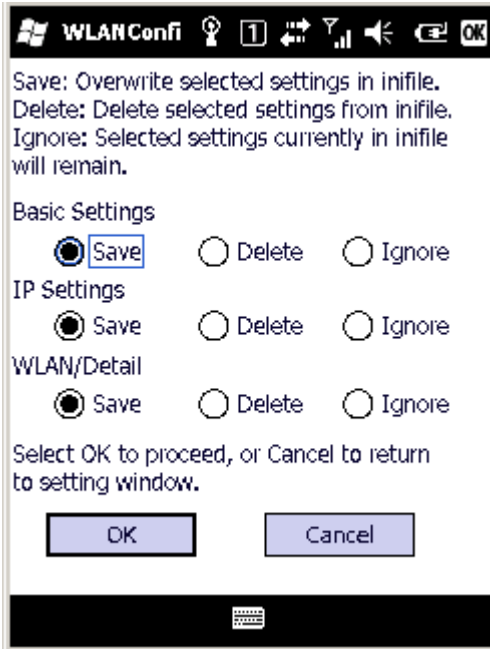 WLANConfi 1 OK
Save: Overwrite selected settings in inifile.
Delete: Delete selected settings from inifile.
Ignore: Selected settings currently in inifile
will remain.
Basic Settings
Save Delete Ignore
IP Settings
Save Delete Ignore
WLAN/Detail
Save Delete Ignore
Select OK to proceed, or Cancel to return
to setting window.
OK Cancel